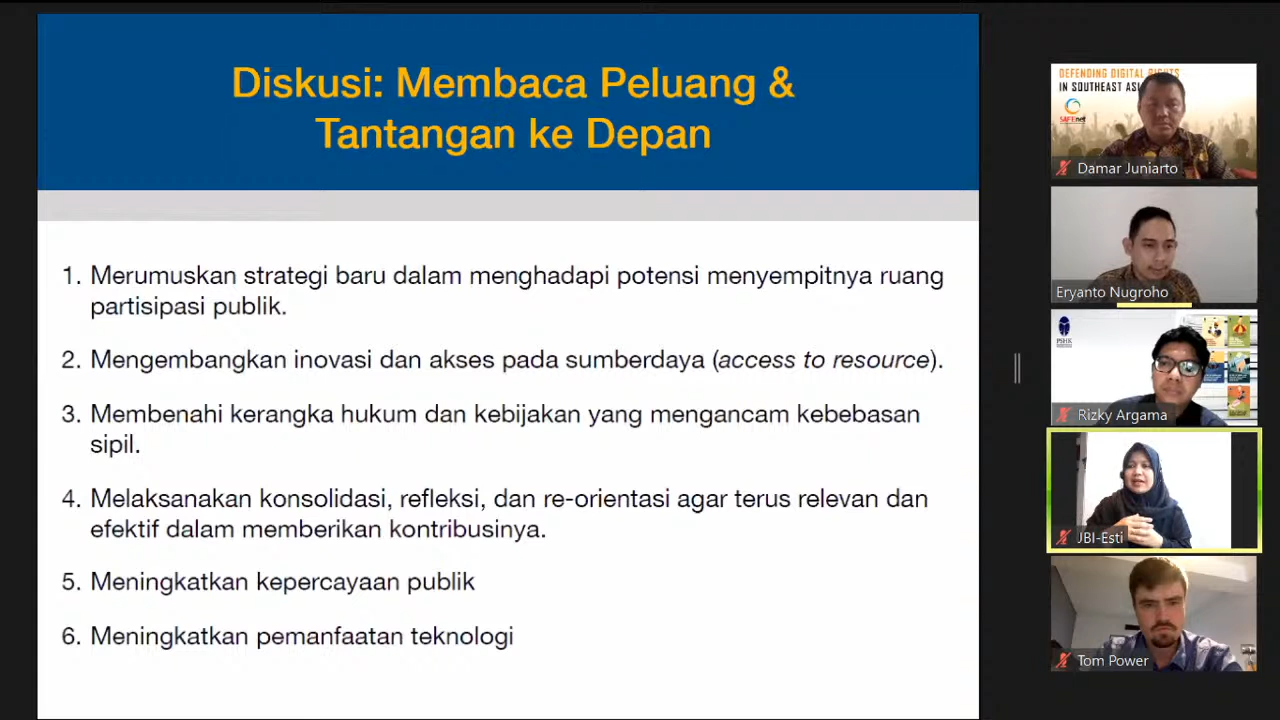 Diskusi: Membaca Peluang &
Tantangan ke Depan
1. Merumuskan strategi baru dalam menghadapi potensi menyempitnya ruang
partisipasi publik.
2. Mengembangkan inovasi dan akses pada sumberdaya (access to resource).
3. Membenahi kerangka hukum dan kebijakan yang mengancam kebebasan
sipil.
4. Melaksanakan konsolidasi, refleksi, dan re-orientasi agar terus relevan dan
efektif dalam memberikan kontribusinya.
5. Meningkatkan kepercayaan publik
6. Meningkatkan pemanfaatan teknologi
DEFENDING DIGITAL
IN SOUTHEAST
SAFEnet
Damar Juniarto
Eryanto Nugroho
PSHK
Rizky Argama
JBI-Esti
Tom Power